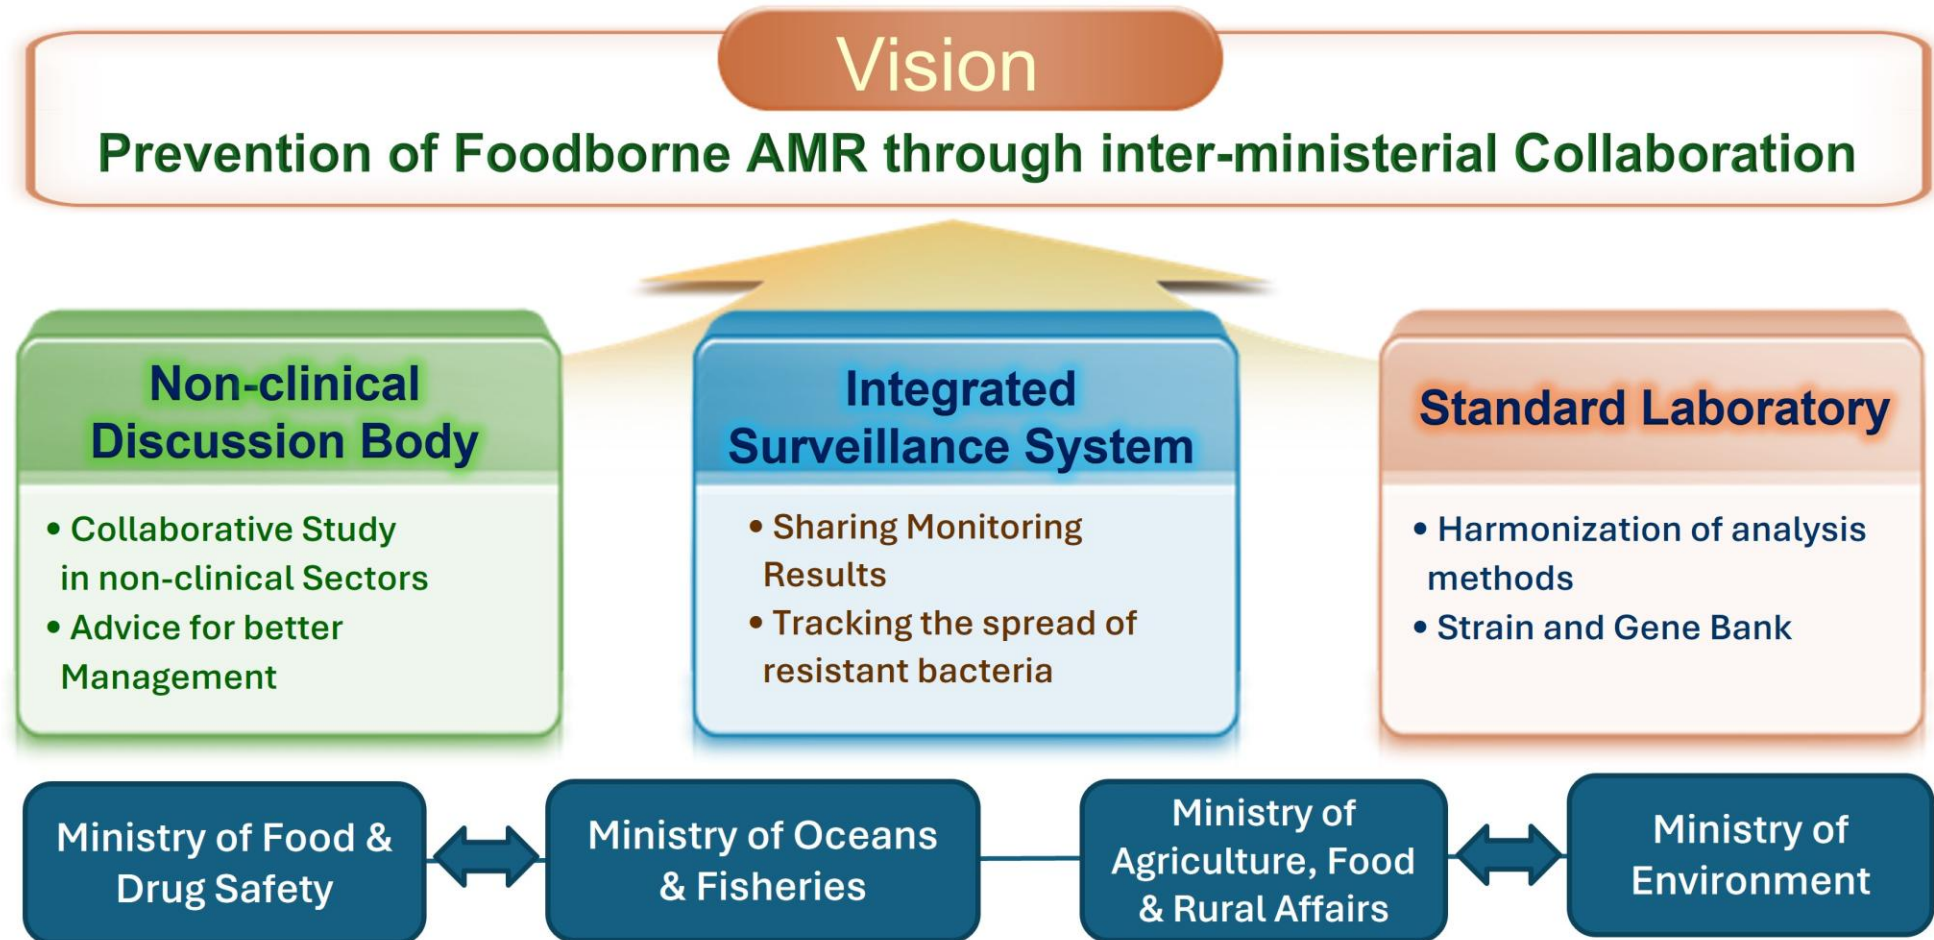 Vision
Prevention of Foodborne AMR through inter-ministerial Collaboration
Non-clinical
Discussion Body
• Collaborative Study
in non-clinical Sectors
• Advice for better
Management
Integrated
Surveillance System
• Sharing Monitoring
Results
• Tracking the spread of
resistant bacteria
Standard Laboratory
• Harmonization of analysis
methods
• Strain and Gene Bank
Ministry of Food &
Drug Safety
Ministry of Oceans
& Fisheries
Ministry of
Agriculture, Food
& Rural Affairs
Ministry of
Environment